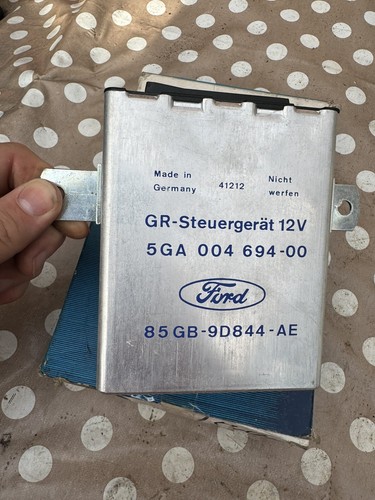 Made in
Germany
41212
Nicht
werfen
GR-Steuergerät 12V
5GA 004 694-00
Ford
85GB-9D844-AE